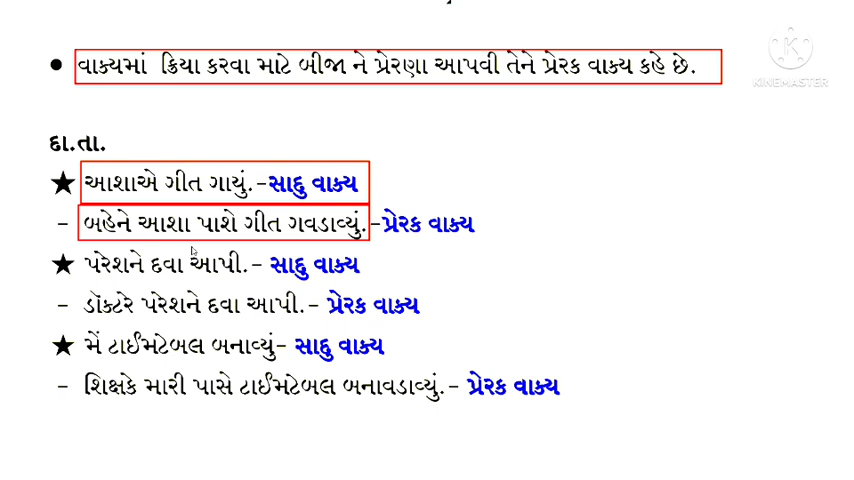 વાક્યમાં ક્રિયા કરવા માટે બીજા ને પ્રેરણા આપવી તેને પ્રેરક વાક્ય કહે છે.
KINEMASTER
દા.તા.
★ આશાએ ગીત ગાયું.-સાદુ વાક્ય
- બહેને આશા પાશે ગીત ગવડાવ્યું.-પ્રેરક વાક્ય
★ પરેશને દવા આપી.- સાદુ વાક્ય
- ડૉક્ટરે પરેશને દવા આપી.- પ્રેરક વાક્ય
★ મેં ટાઈમટેબલ બનાવ્યું- સાદુ વાક્ય
- શિક્ષકે મારી પાસે ટાઈમટેબલ બનાવડાવ્યું.- પ્રેરક વાક્ય